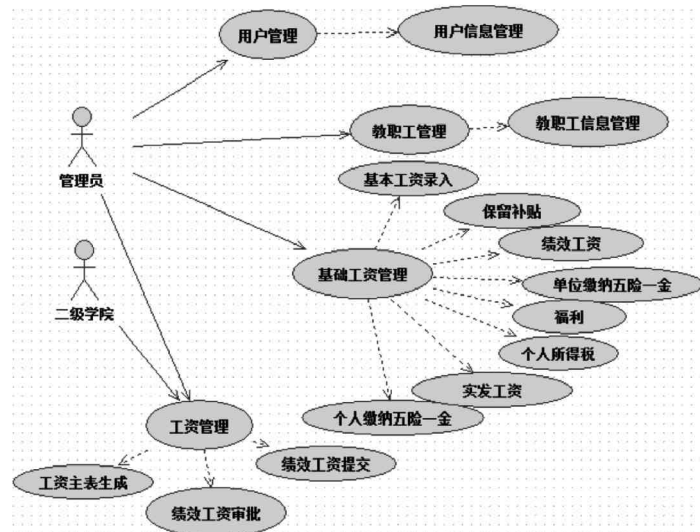 用户管理
用户信息管理
教职工管理
教职工信息管理
管理员
基本工资录入
保留补贴
绩效工资
基础工资管理
单位缴纳五险一金
二级学院
福利
个人所得税
实发工资
个人缴纳五险一金
工资管理
绩效工资提交
工资主表生成
绩效工资审批